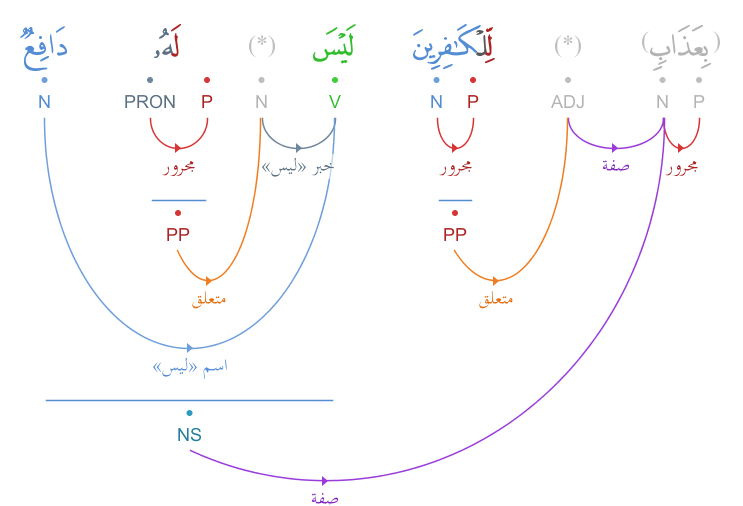 (بِعَذَابٍ) (*) لِّلْكَـٰفِرِينَ لَيْسَ (*) لَهُۥ دَافِعٌ
P N ADJ P N V N P PRON N
مجرور صفة مجرور خبر «ليس» مجرور
PP PP
متعلق متعلق
اسم «ليس»
NS
صفة